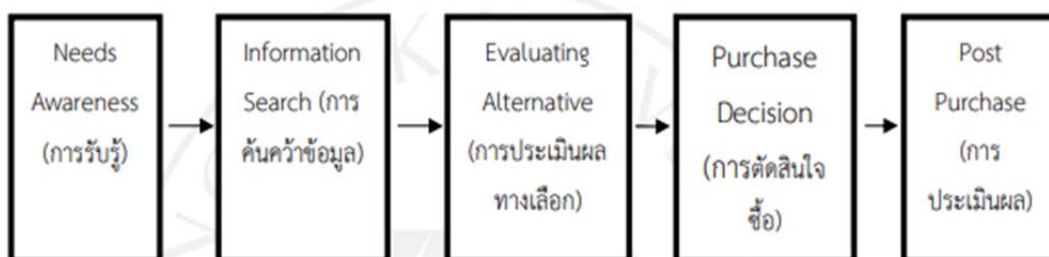 Needs
Awareness
(การรับรู้)
Information
Search (การ
ค้นคว้าข้อมูล)
Evaluating
Alternative
(การประเมินผล
ทางเลือก)
Purchase
Decision
(การตัดสินใจ
ซื้อ)
Post
Purchase
(การ
ประเมินผล)